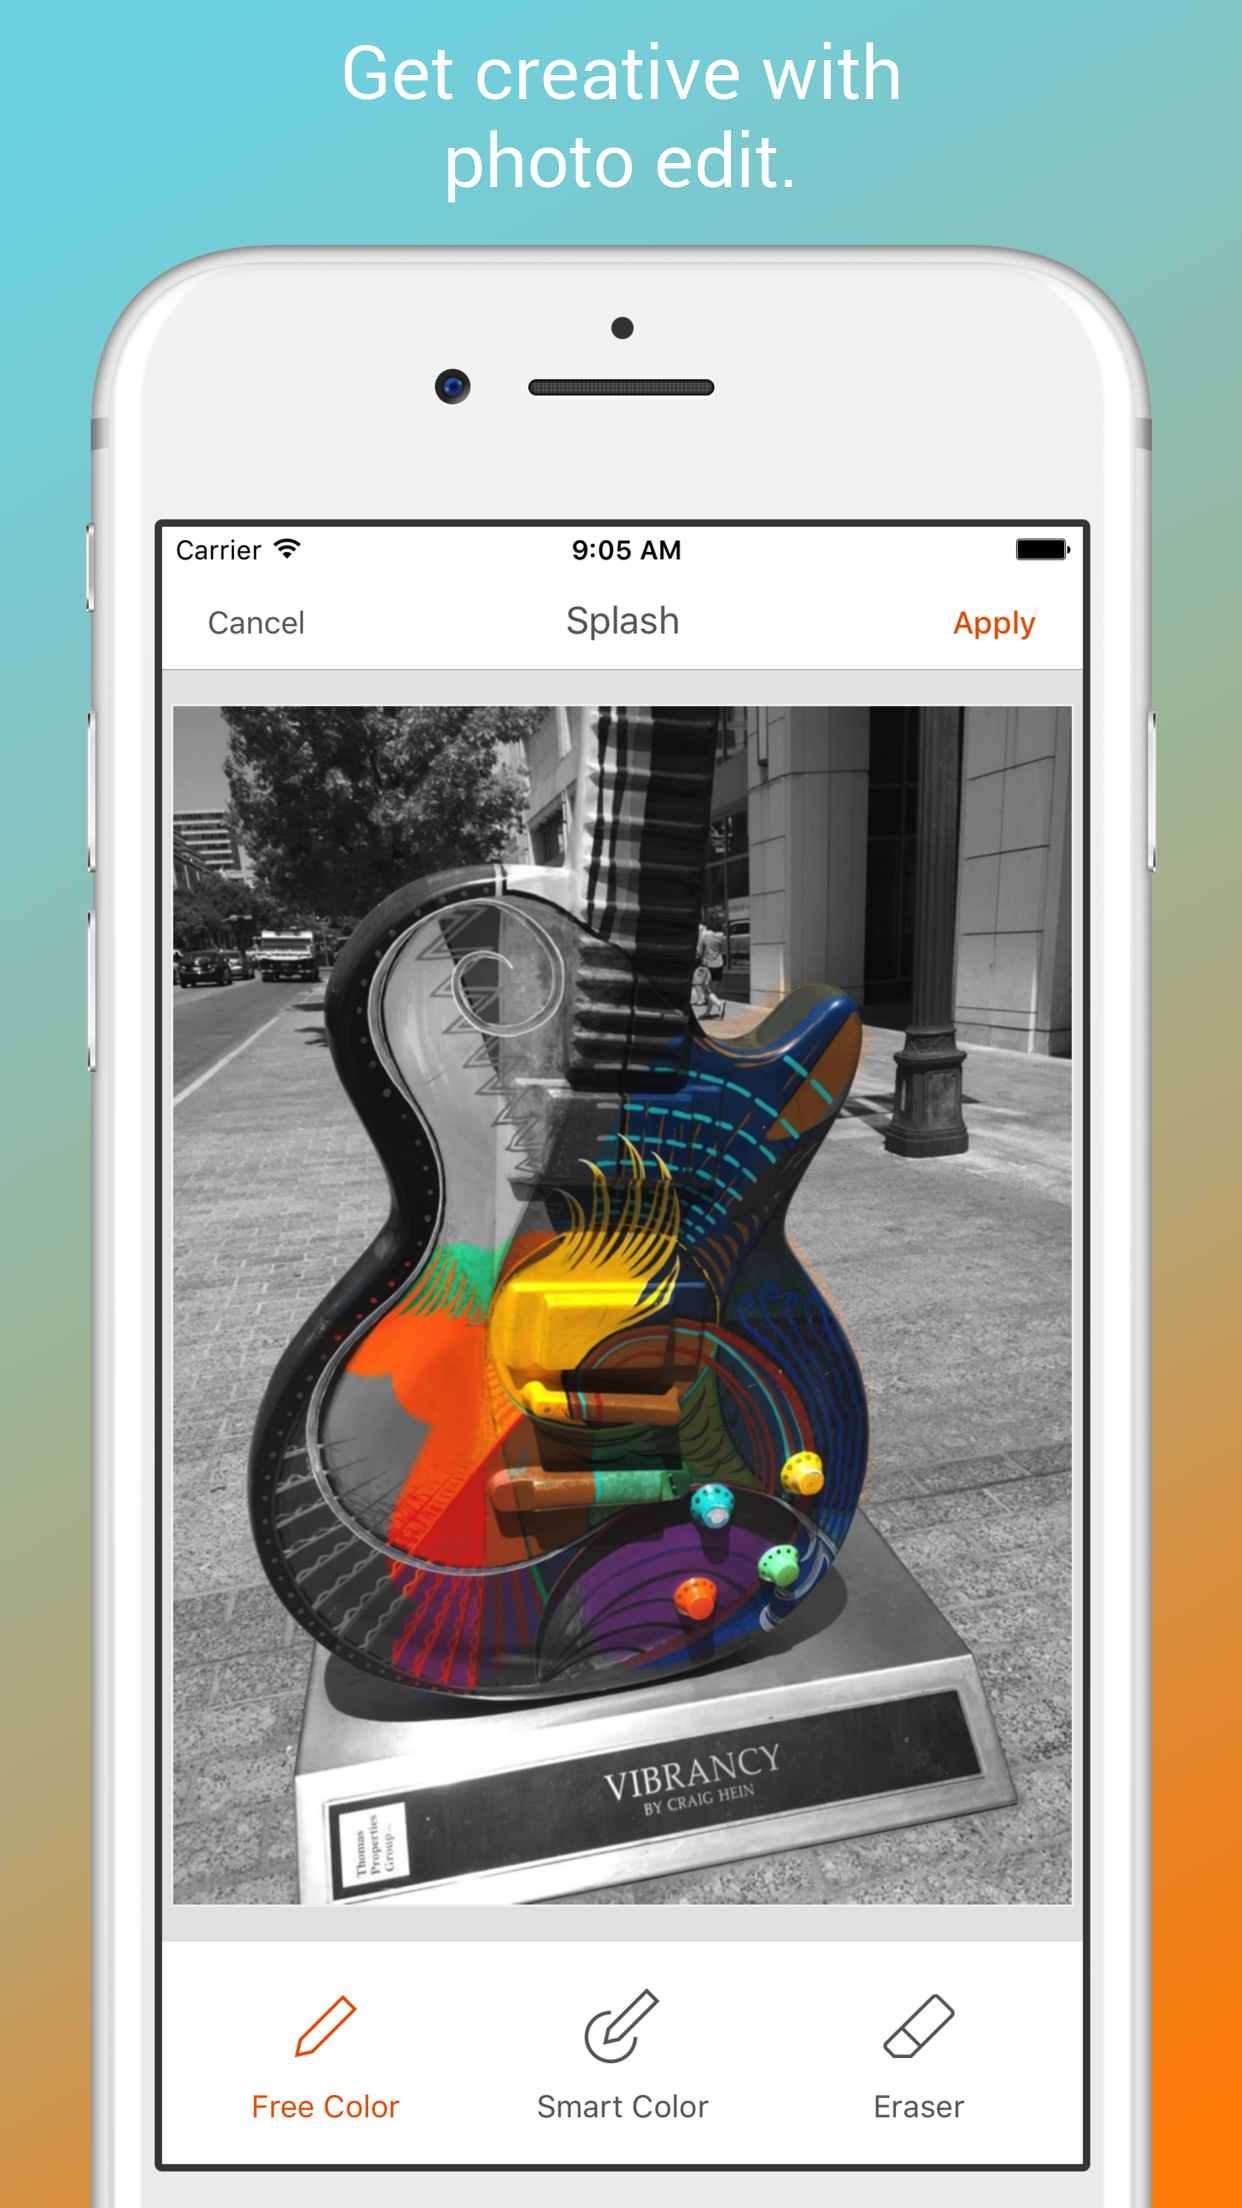 Get creative with
photo edit.
Carrier
9:05 AM
Cancel
Splash
Apply
VIBRANCY
BY CRAIG HEIN
Thomas
Properties
Group
Free Color
Smart Color
Eraser